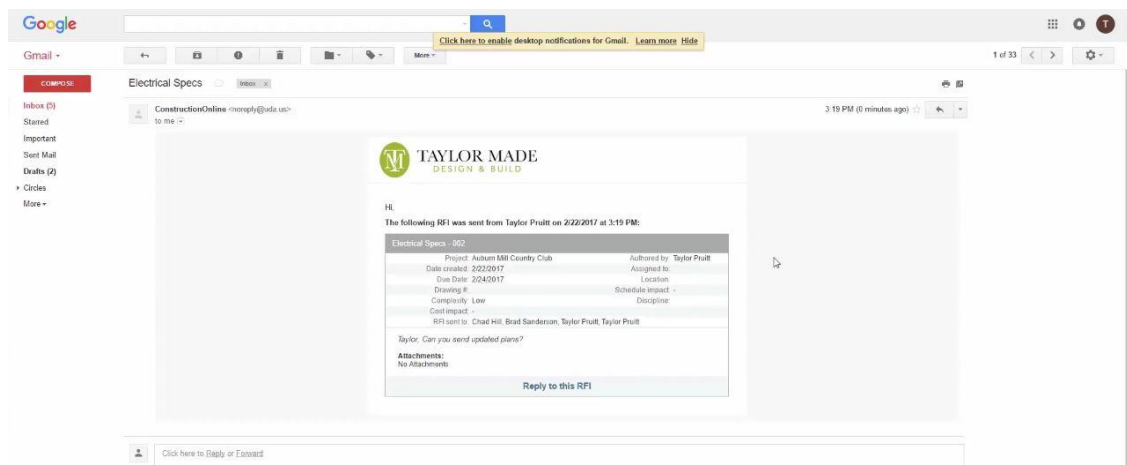 Google
Click here to enable desktop notifications for Gmail. Learn more Hide
T
Gmail
More
1 of 33
COMPOSE
Electrical Specs
Inbox x
Inbox (5)
Starred
Important
Sent Mail
Drafts (2)
Circles
More
ConstructionOnline <noreply@uda.us>
to me
3:19 PM (0 minutes ago)
TM TAYLOR MADE
DESIGN & BUILD
Hi,
The following RFI was sent from Taylor Pruitt on 2/22/2017 at 3:19 PM:
Electrical Specs - 002
Project: Auburn Mill Country Club Authored by: Taylor Pruitt
Date created: 2/22/2017 Assigned to:
Due Date: 2/24/2017 Location:
Drawing #: Schedule impact: -
Complexity: Low Discipline:
Cost impact: -
RFI sent to: Chad Hill, Brad Sanderson, Taylor Pruitt, Taylor Pruitt
Taylor, Can you send updated plans?
Attachments:
No Attachments
Reply to this RFI
Click here to Reply or Forward